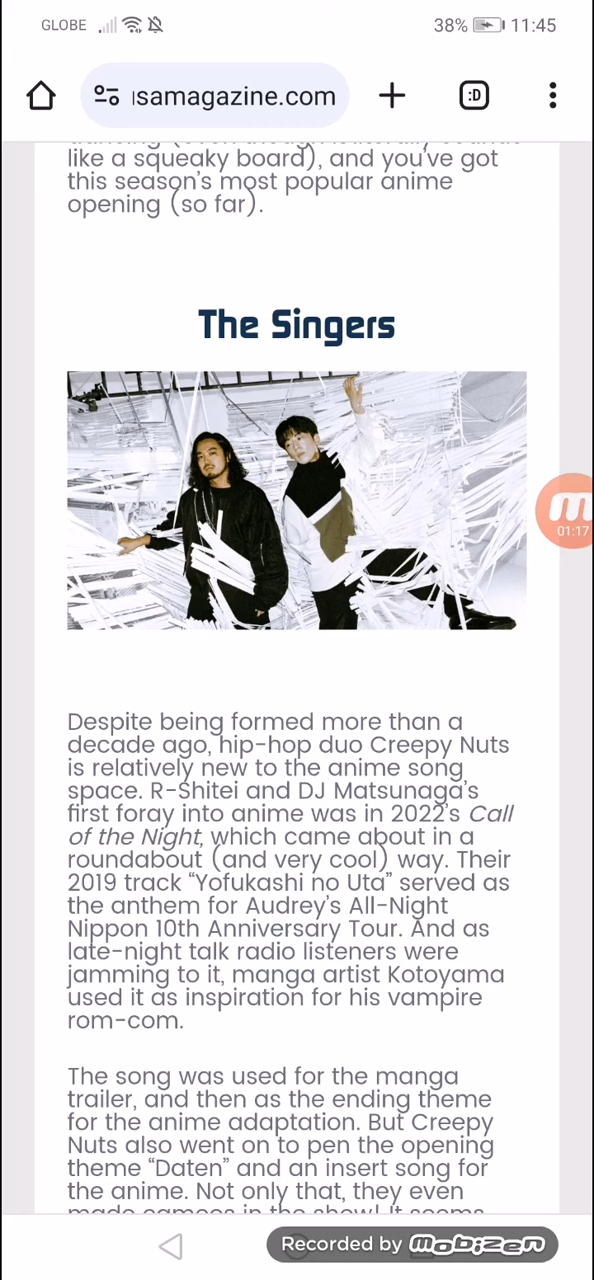 GLOBE 38% 11:45
:D
ısamagazine.com
like a squeaky board), and you've got
this season's most popular anime
opening (so far).
The Singers
01:17
Despite being formed more than a
decade ago, hip-hop duo Creepy Nuts
is relatively new to the anime song
space. R-Shitei and DJ Matsunaga's
first foray into anime was in 2022's Call
of the Night, which came about in a
roundabout (and very cool) way. Their
2019 track “Yofukashi no Uta” served as
the anthem for Audrey's All-Night
Nippon 10th Anniversary Tour. And as
late-night talk radio listeners were
jamming to it, manga artist Kotoyama
used it as inspiration for his vampire
rom-com.
The song was used for the manga
trailer, and then as the ending theme
for the anime adaptation. But Creepy
Nuts also went on to pen the opening
theme “Daten” and an insert song for
the anime. Not only that, they even
made cameos in the show! It seems
Recorded by mobizen